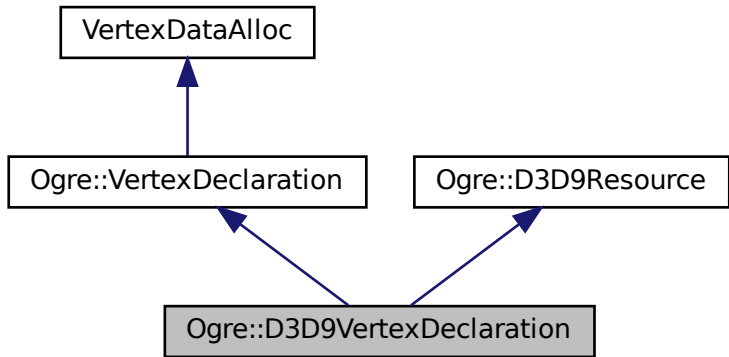 VertexDataAlloc
Ogre::VertexDeclaration
Ogre::D3D9Resource
Ogre::D3D9VertexDeclaration